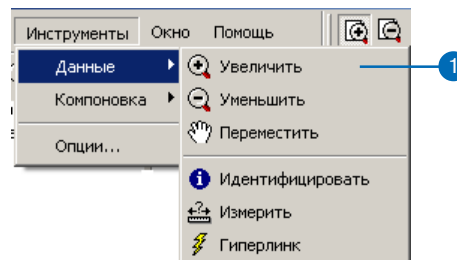 Инструменты Окно Помощь
Данные Увеличить 1
Компоновка Уменьшить
Переместить
Опции...
Идентифицировать
Измерить
Гиперлинк